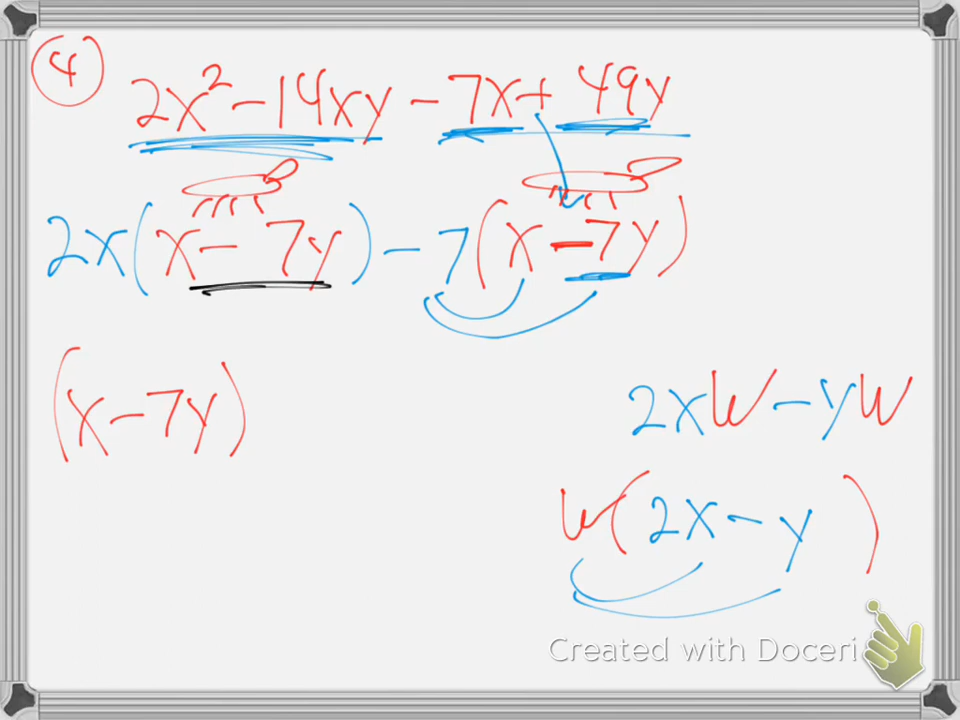 4
2x² - 14xy - 7x + 49y
2x(x - 7y) - 7(x - 7y)
(x - 7y)
2xW - yW
W(2x - y)
Created with Doceri